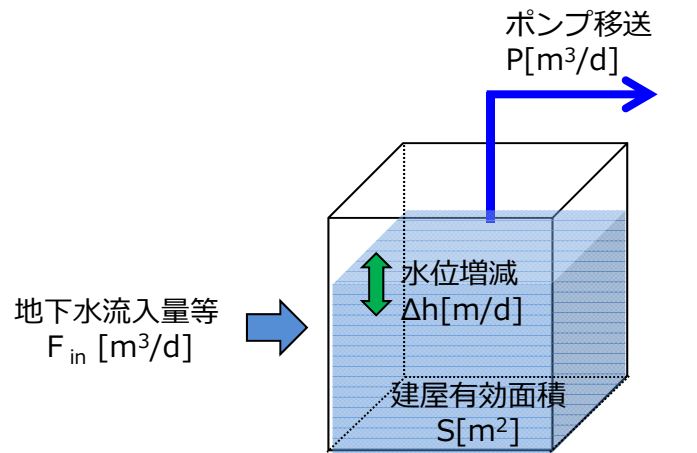 ポンプ移送
P[m³/d]
水位増減
Δh[m/d]
地下水流入量等
F in [m³/d]
建屋有効面積
S[m²]